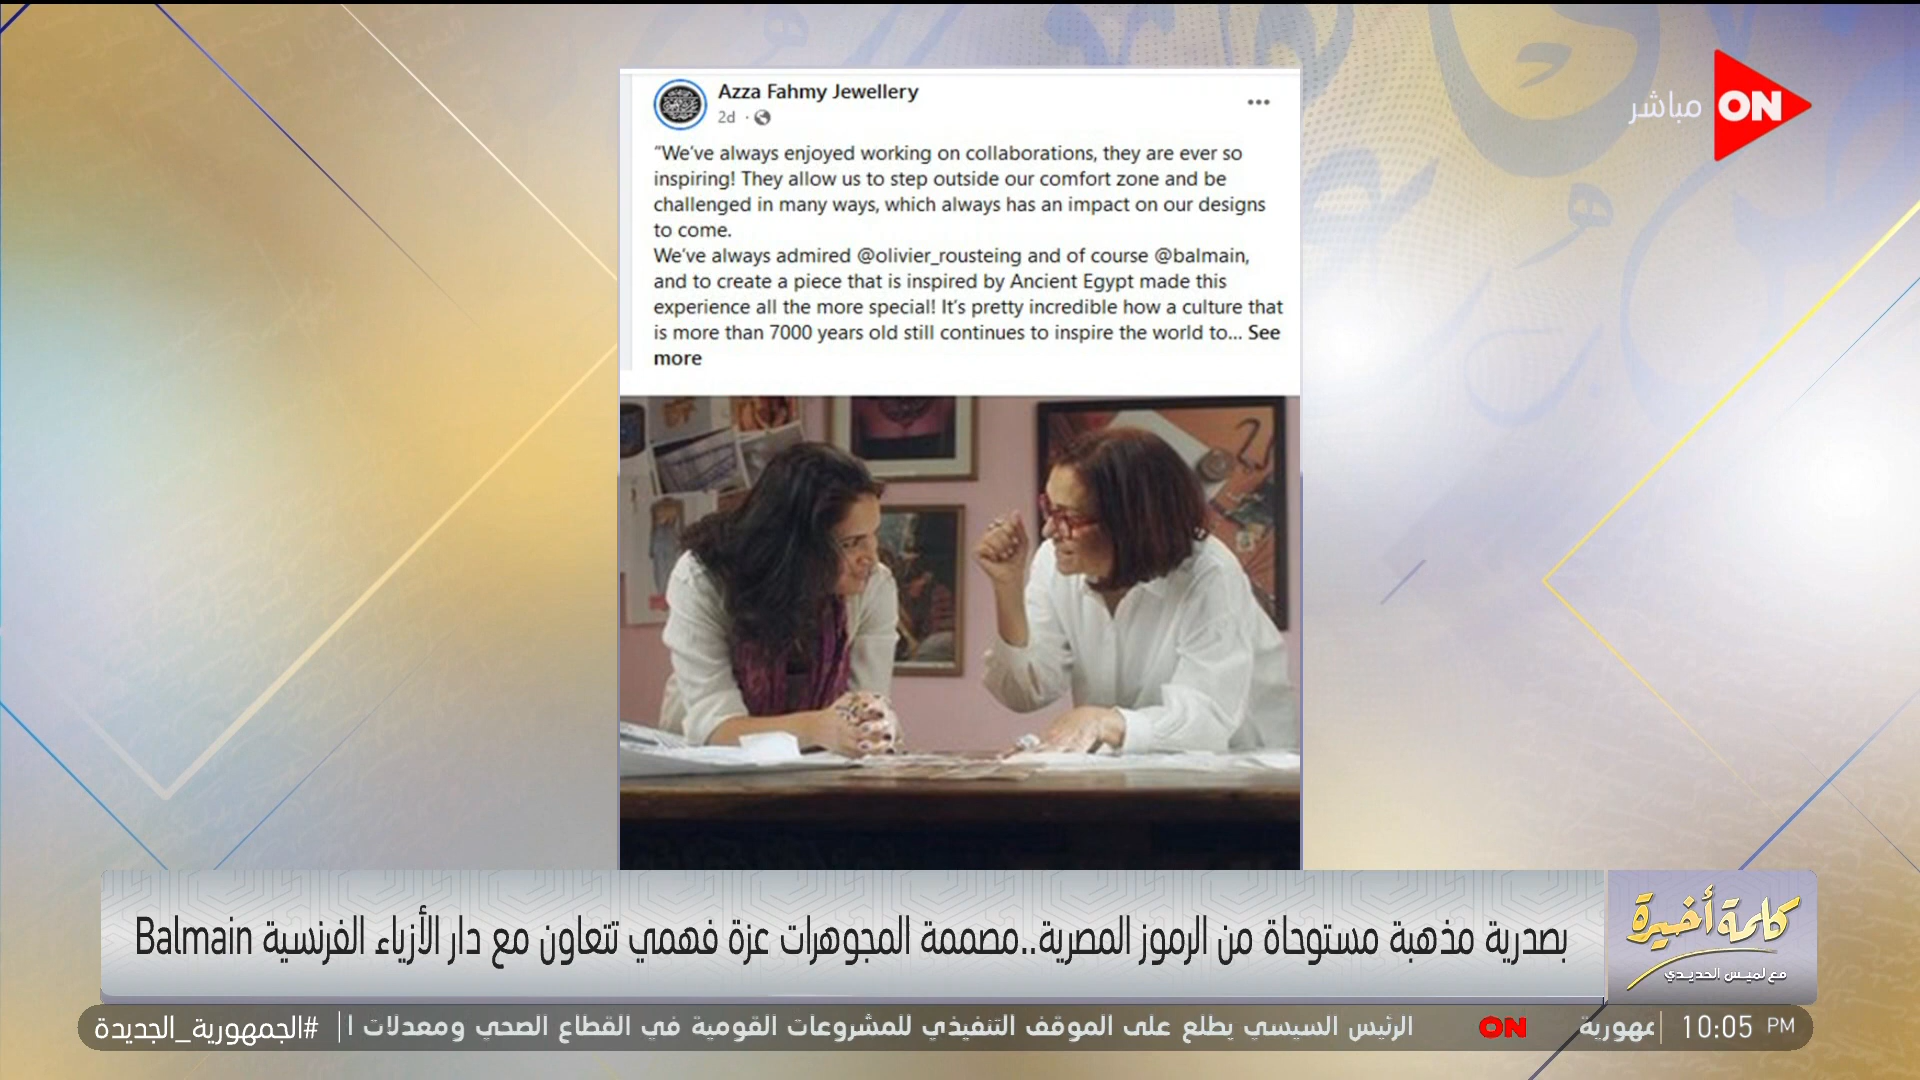 Azza Fahmy Jewellery
2d ·
“We’ve always enjoyed working on collaborations, they are ever so
inspiring! They allow us to step outside our comfort zone and be
challenged in many ways, which always has an impact on our designs
to come.
We’ve always admired @olivier_rousteing and of course @balmain,
and to create a piece that is inspired by Ancient Egypt made this
experience all the more special! It’s pretty incredible how a culture that
is more than 7000 years old still continues to inspire the world to... See
more
مباشر ON
بصدرية مذهبة مستوحاة من الرموز المصرية..مصممة المجوهرات عزة فهمي تتعاون مع دار الأزياء الفرنسية Balmain
كلمة أخيرة
مع لميس الحديدي
10:05 PM
مهورية ON الرئيس السيسي يطلع على الموقف التنفيذي للمشروعات القومية في القطاع الصحي ومعدلات ا
#الجمهورية_الجديدة